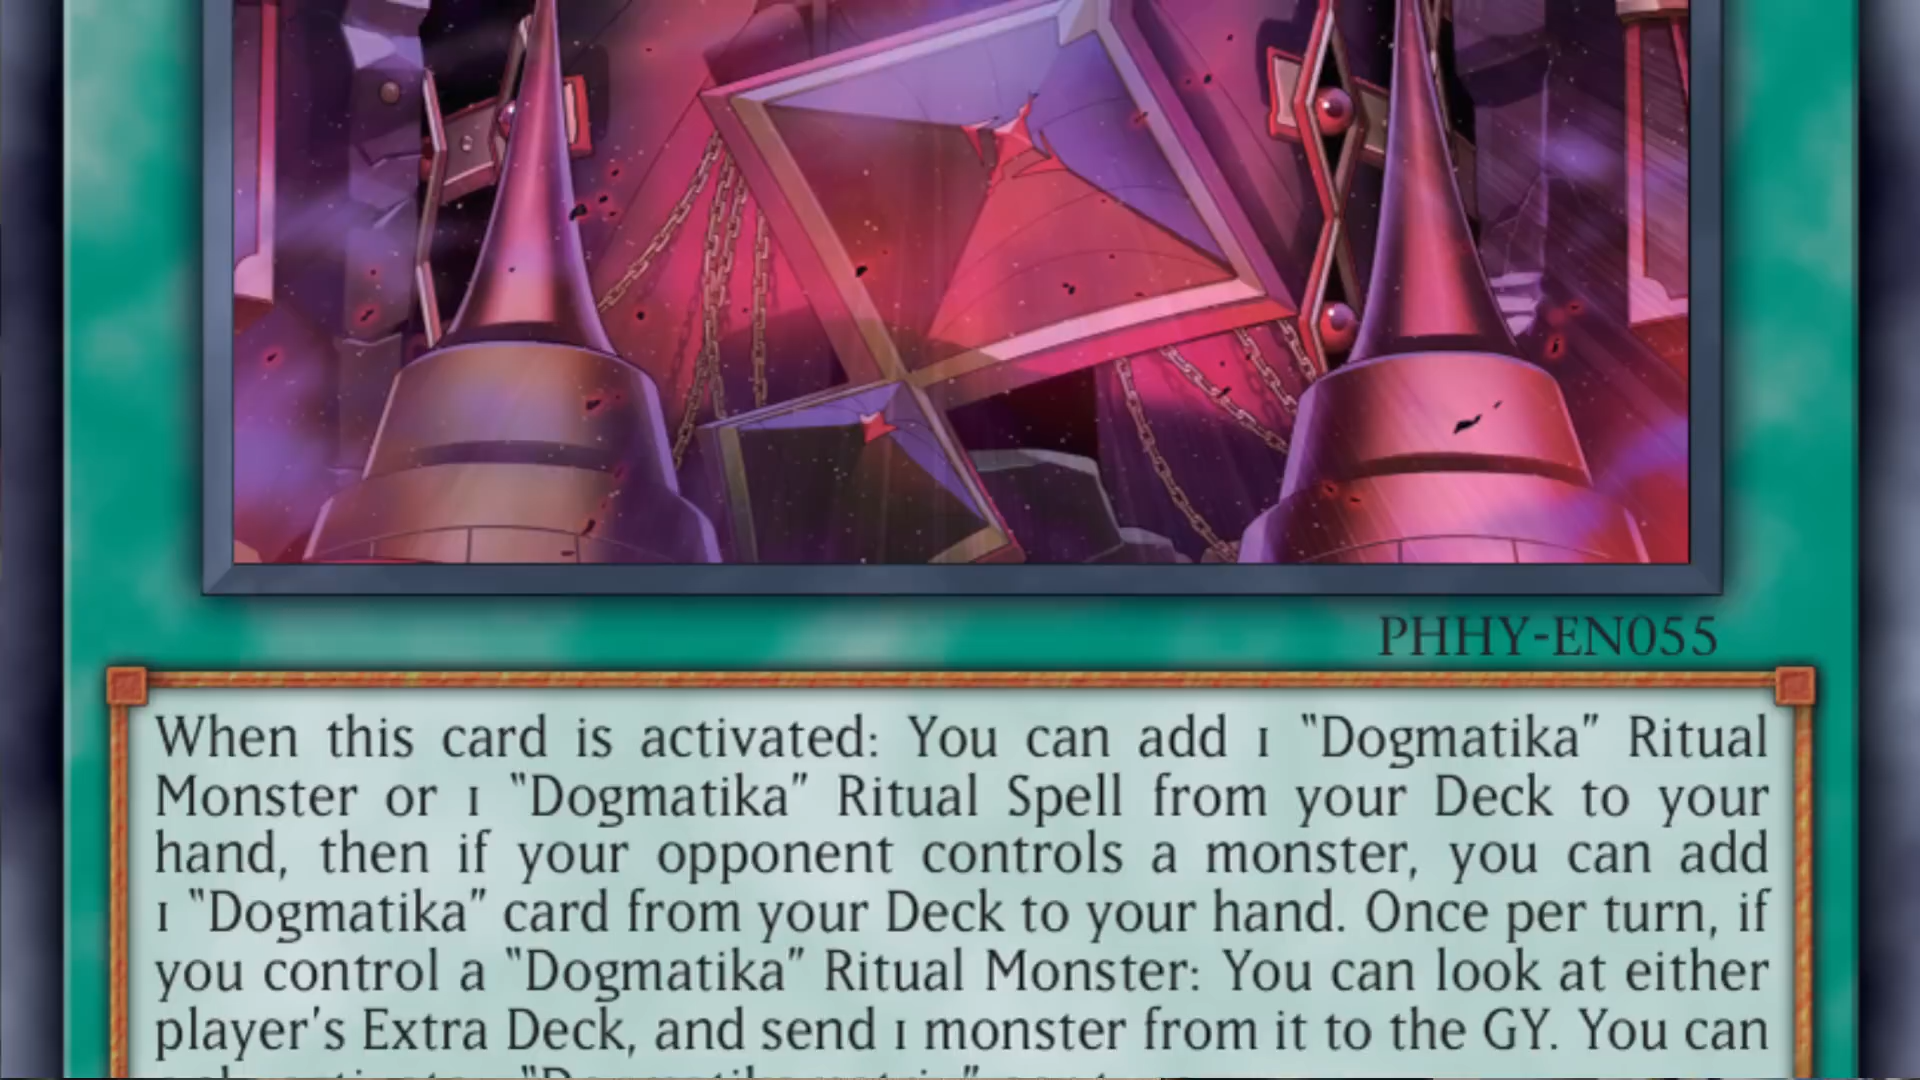 PHHY-EN055
When this card is activated: You can add 1 "Dogmatika" Ritual
Monster or 1 "Dogmatika" Ritual Spell from your Deck to your
hand, then if your opponent controls a monster, you can add
1 "Dogmatika" card from your Deck to your hand. Once per turn, if
you control a "Dogmatika" Ritual Monster: You can look at either
player's Extra Deck, and send 1 monster from it to the GY. You can